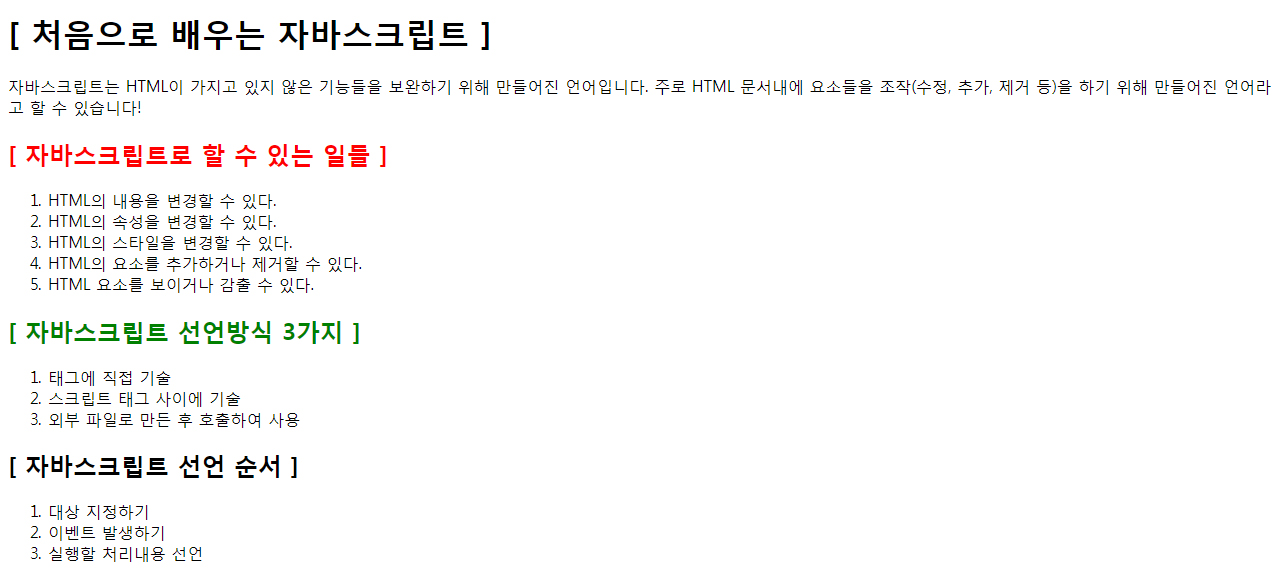 [ 처음으로 배우는 자바스크립트 ]
자바스크립트는 HTML이 가지고 있지 않은 기능들을 보완하기 위해 만들어진 언어입니다. 주로 HTML 문서내에 요소들을 조작(수정, 추가, 제거 등)을 하기 위해 만들어진 언어라
고 할 수 있습니다!
[ 자바스크립트로 할 수 있는 일들 ]
1. HTML의 내용을 변경할 수 있다.
2. HTML의 속성을 변경할 수 있다.
3. HTML의 스타일을 변경할 수 있다.
4. HTML의 요소를 추가하거나 제거할 수 있다.
5. HTML 요소를 보이거나 감출 수 있다.
[ 자바스크립트 선언방식 3가지 ]
1. 태그에 직접 기술
2. 스크립트 태그 사이에 기술
3. 외부 파일로 만든 후 호출하여 사용
[ 자바스크립트 선언 순서 ]
1. 대상 지정하기
2. 이벤트 발생하기
3. 실행할 처리내용 선언